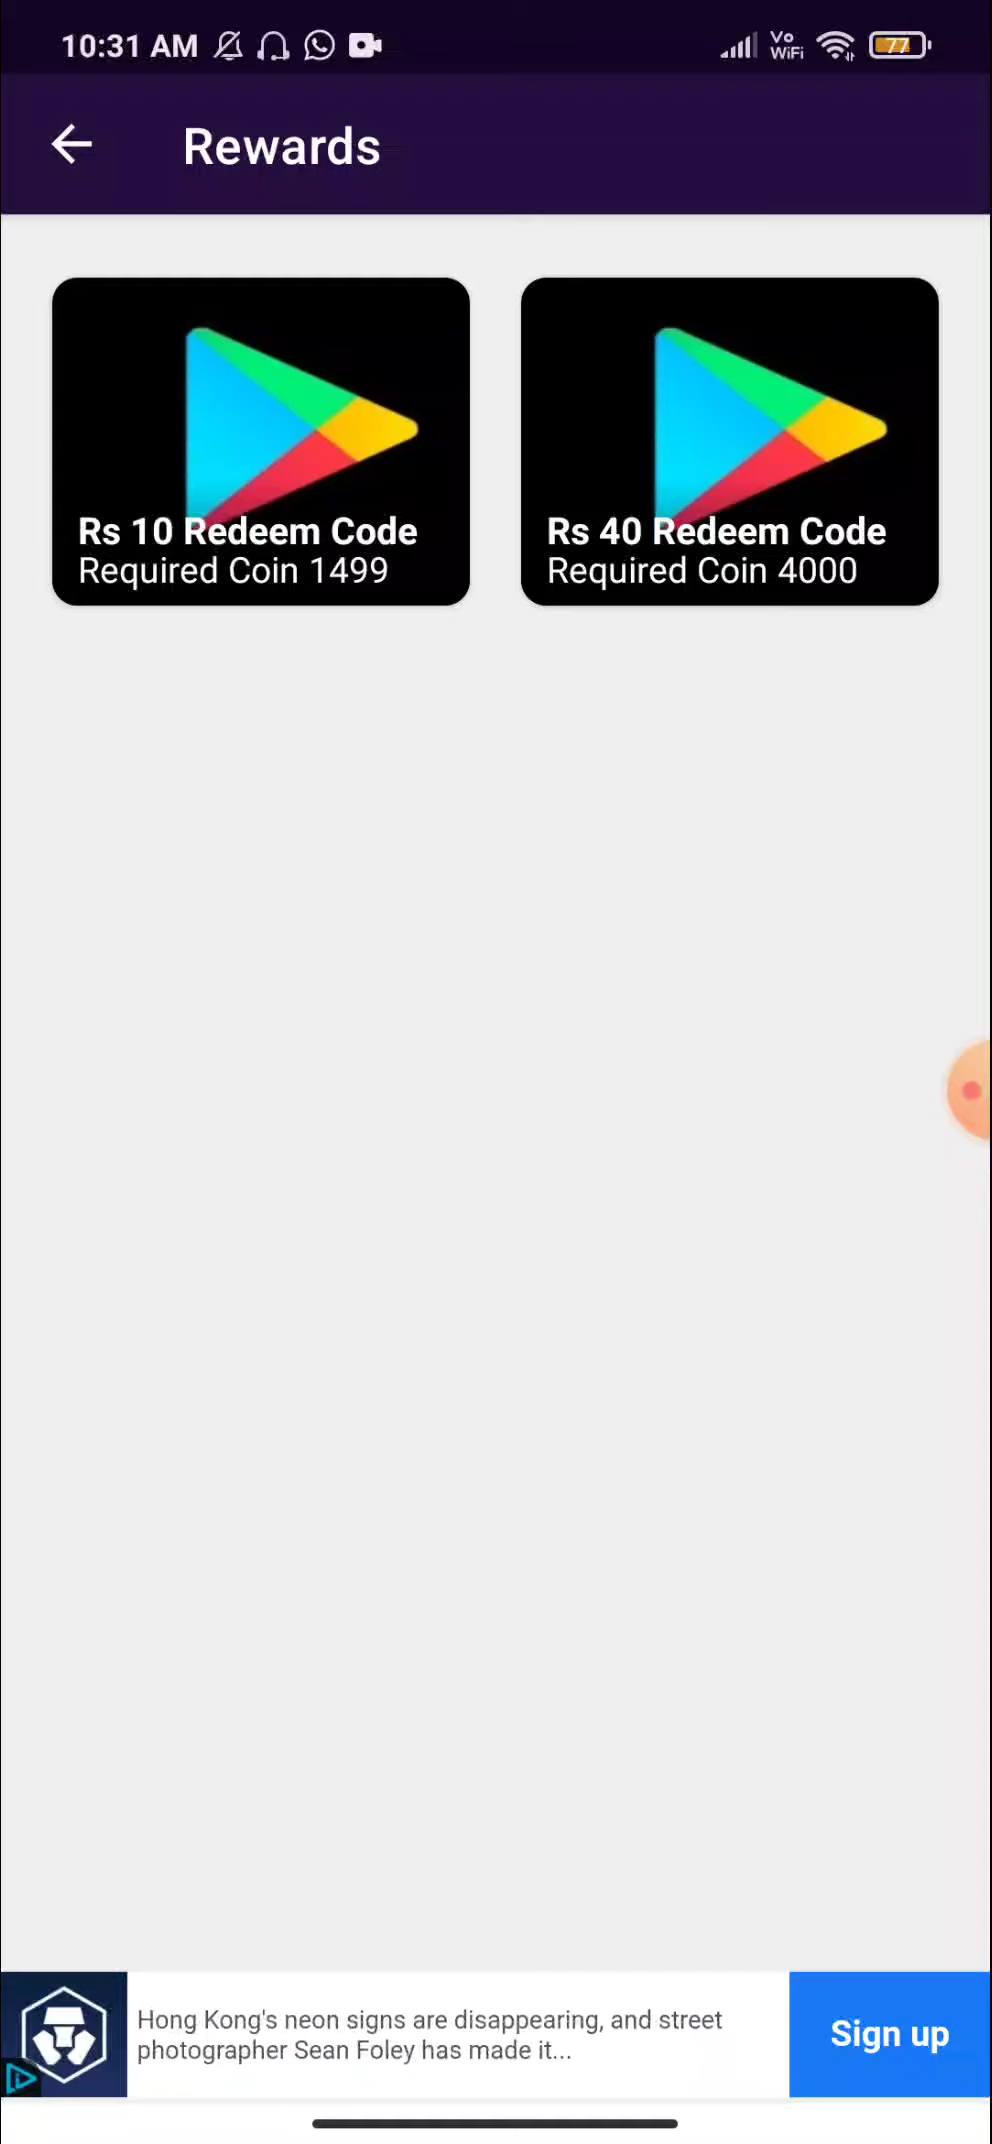 10:31 AM
Vo
WiFi
77
Rewards
Rs 10 Redeem Code
Required Coin 1499
Rs 40 Redeem Code
Required Coin 4000
Hong Kong's neon signs are disappearing, and street
photographer Sean Foley has made it...
Sign up